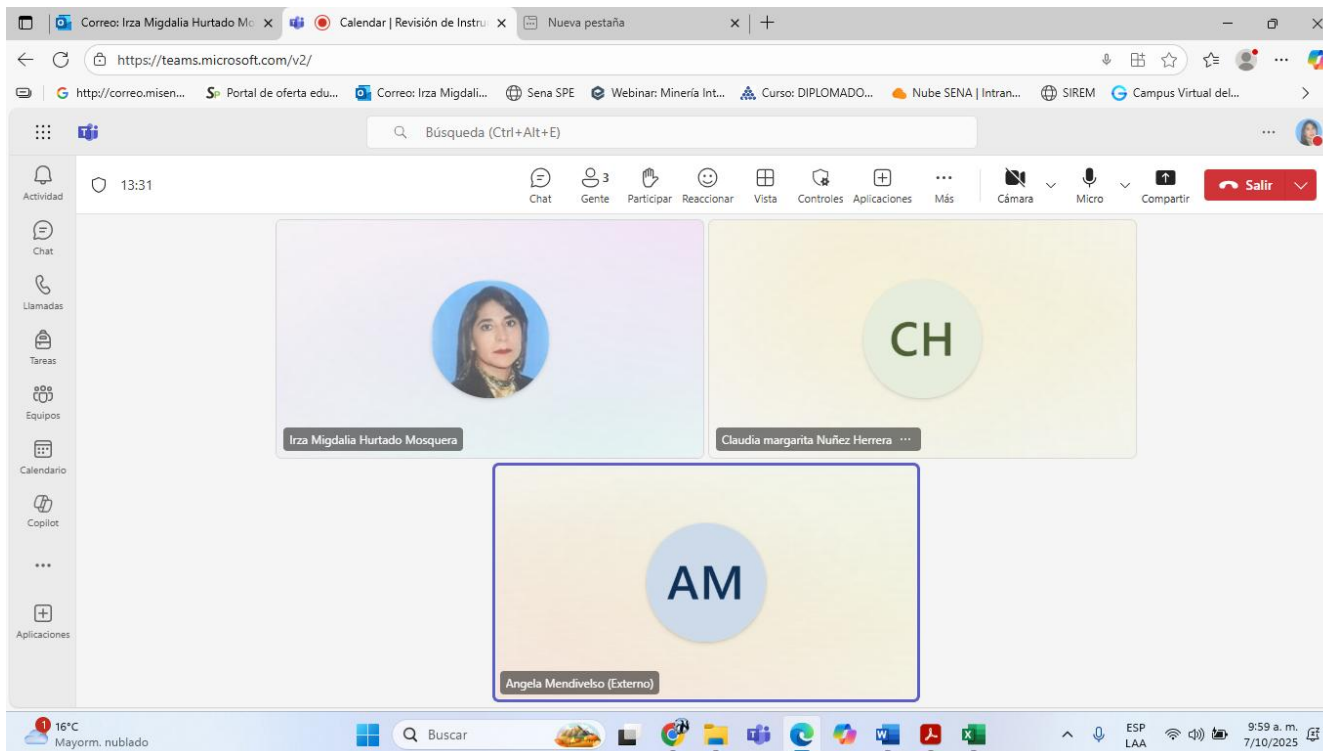 Correo: Irza Migdalia Hurtado Mo
Calendar | Revisión de Instru
Nueva pestaña
https://teams.microsoft.com/v2/
http://correo.misen...
Portal de oferta edu...
Correo: Irza Migdali...
Sena SPE
Webinar: Minería Int...
Curso: DIPLOMADO...
Nube SENA | Intran...
SIREM
Campus Virtual del...
Búsqueda (Ctrl+Alt+E)
Actividad
Chat
Llamadas
Tareas
Equipos
Calendario
Copilot
Aplicaciones
13:31
Chat
3
Gente
Participar
Reaccionar
Vista
Controles
Aplicaciones
Más
Cámara
Micro
Compartir
Salir
Irza Migdalia Hurtado Mosquera
CH
Claudia margarita Nuñez Herrera ...
AM
Angela Mendivelso (Externo)
1
16°C
Mayorm. nublado
Buscar
ESP
LAA
9:59 a. m.
7/10/2025